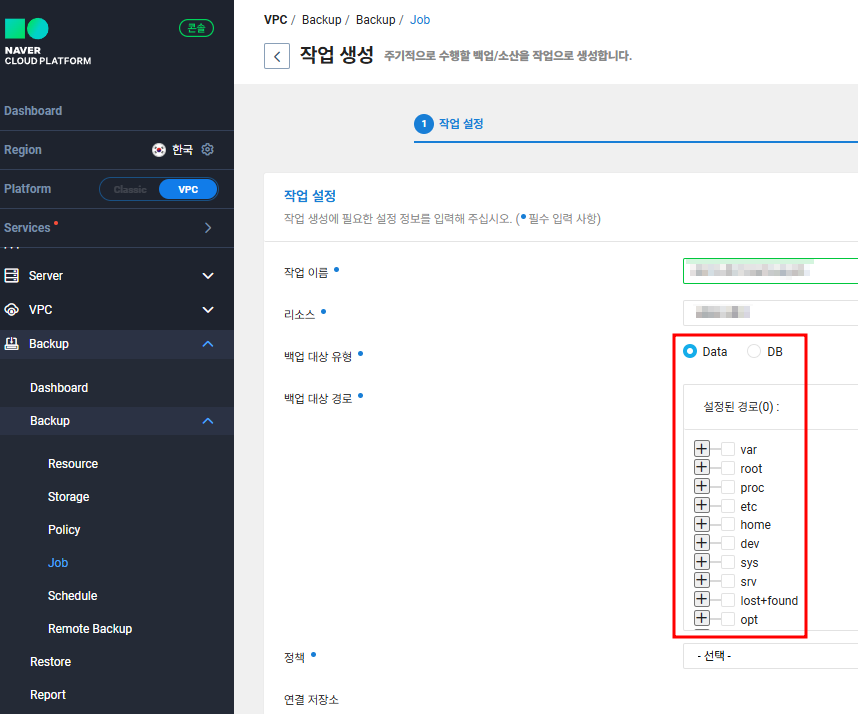 NAVER
CLOUD PLATFORM
콘솔
Dashboard
Region
한국
Platform
Classic
VPC
Services
Server
VPC
Backup
Dashboard
Backup
Resource
Storage
Policy
Job
Schedule
Remote Backup
Restore
Report
VPC / Backup / Backup / Job
작업 생성 주기적으로 수행할 백업/소산을 작업으로 생성합니다.
1 작업 설정
작업 설정
작업 생성에 필요한 설정 정보를 입력해 주십시오. (• 필수 입력 사항)
작업 이름 •
리소스 •
백업 대상 유형 •
Data DB
백업 대상 경로 •
설정된 경로(0) :
var
root
proc
etc
home
dev
sys
srv
lost+found
opt
정책 •
- 선택 -
연결 저장소